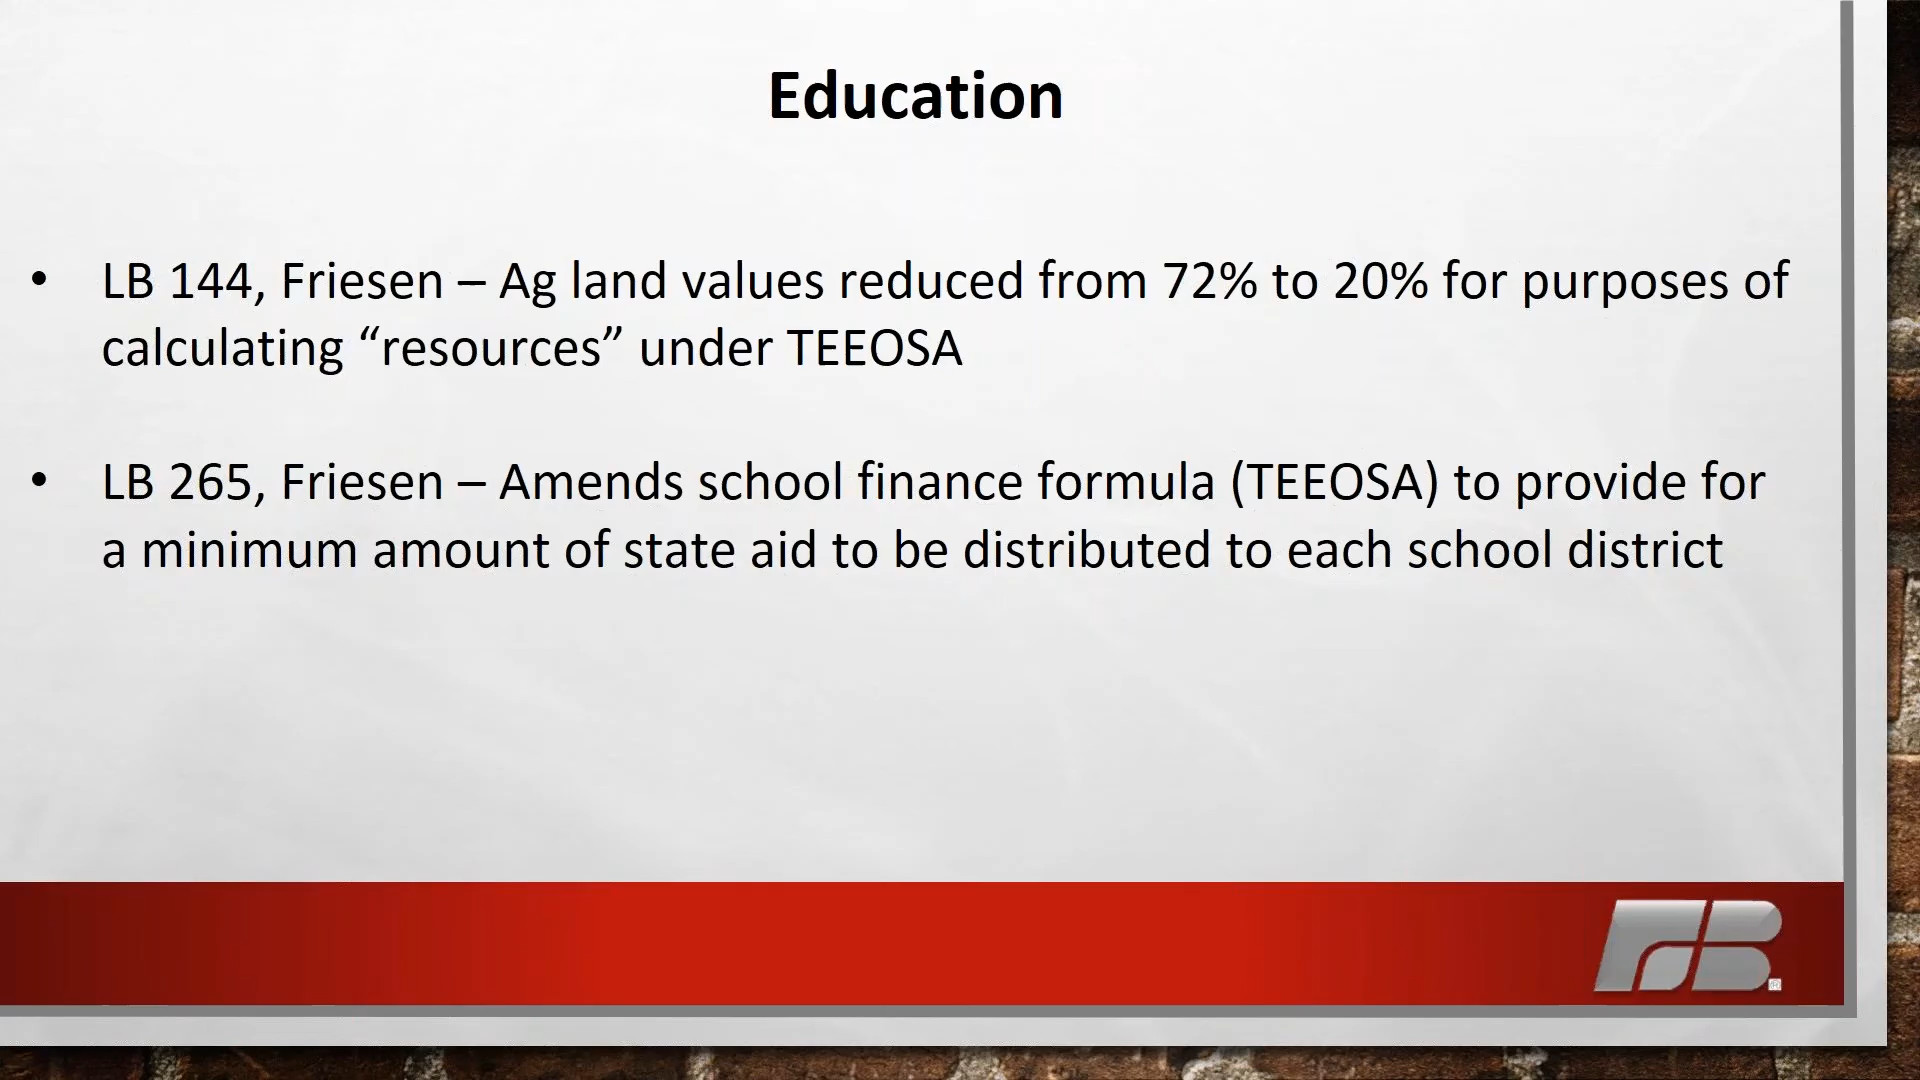 Education
• LB 144, Friesen – Ag land values reduced from 72% to 20% for purposes of
calculating “resources” under TEEOSA
• LB 265, Friesen – Amends school finance formula (TEEOSA) to provide for
a minimum amount of state aid to be distributed to each school district
FB®